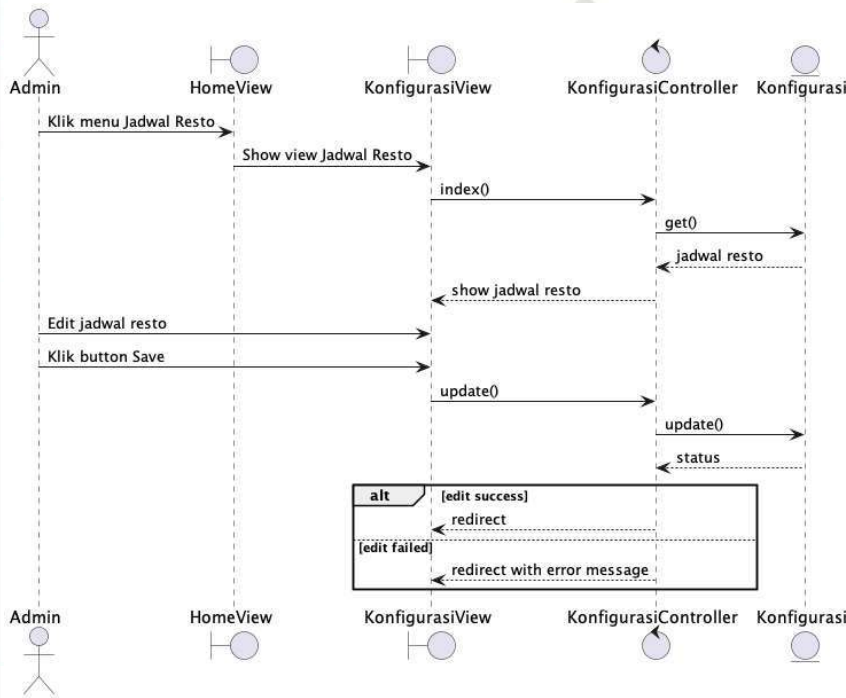 Admin HomeView KonfigurasiView KonfigurasiController Konfigurasi
Klik menu Jadwal Resto
Show view Jadwal Resto
index()
get()
jadwal resto
show jadwal resto
Edit jadwal resto
Klik button Save
update()
update()
status
alt [edit success]
redirect
[edit failed]
redirect with error message
Admin HomeView KonfigurasiView KonfigurasiController Konfigurasi